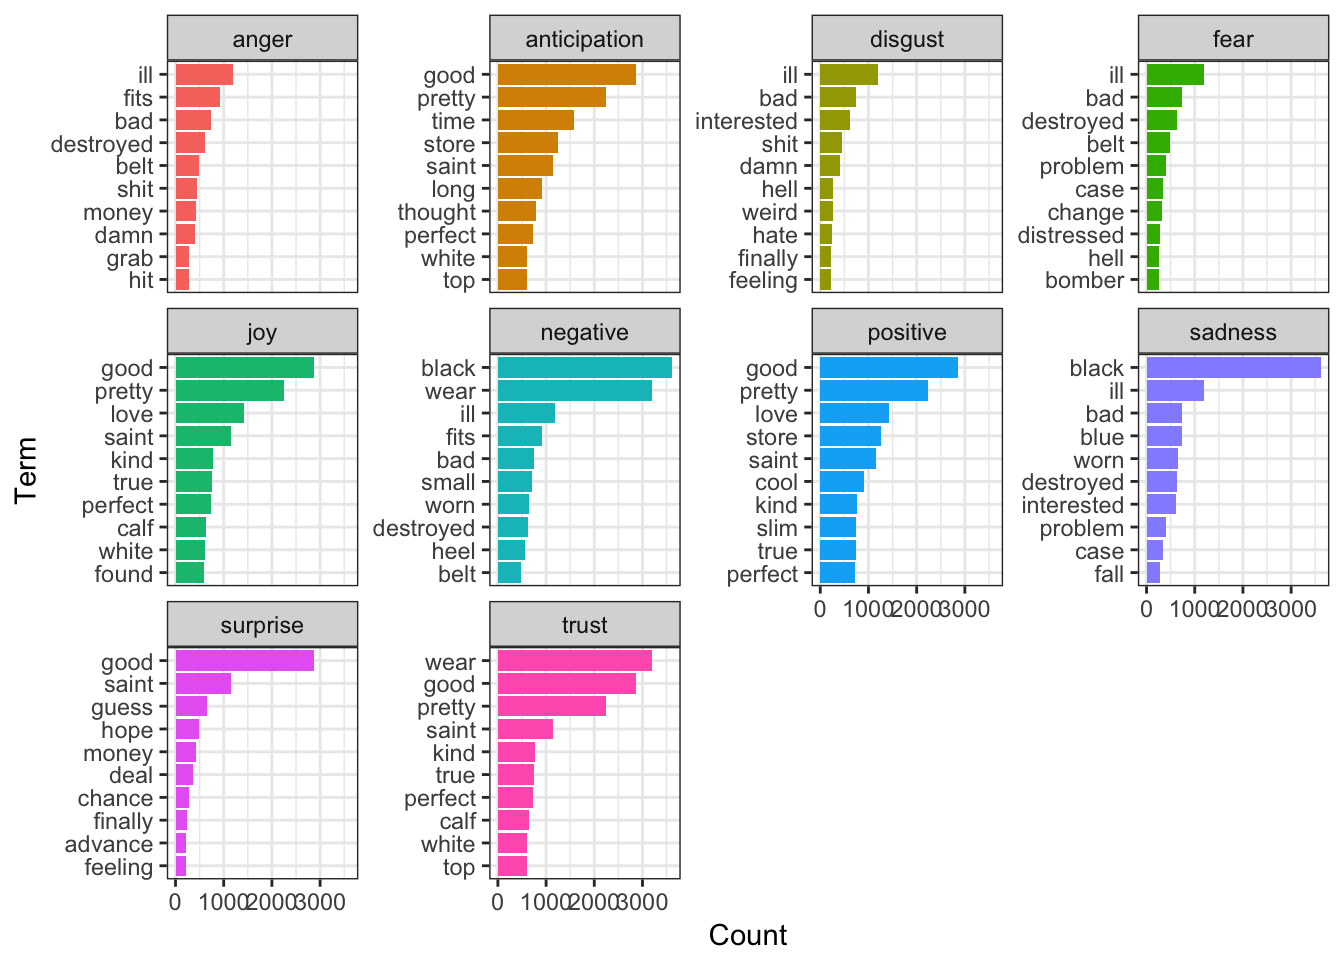 anger
ill
fits
bad
destroyed
belt
shit
money
damn
grab
hit
anticipation
good
pretty
time
store
saint
long
thought
perfect
white
top
disgust
ill
bad
interested
shit
damn
hell
weird
hate
finally
feeling
fear
ill
bad
destroyed
belt
problem
case
change
distressed
hell
bomber
joy
good
pretty
love
saint
kind
true
perfect
calf
white
found
negative
black
wear
ill
fits
bad
small
worn
destroyed
heel
belt
positive
good
pretty
love
store
saint
cool
kind
slim
true
perfect
0 1000 2000 3000
sadness
black
ill
bad
blue
worn
destroyed
interested
problem
case
fall
0 1000 2000 3000
surprise
good
saint
guess
hope
money
deal
chance
finally
advance
feeling
0 1000 2000 3000
trust
wear
good
pretty
saint
kind
true
perfect
calf
white
top
0 1000 2000 3000
Term
Count